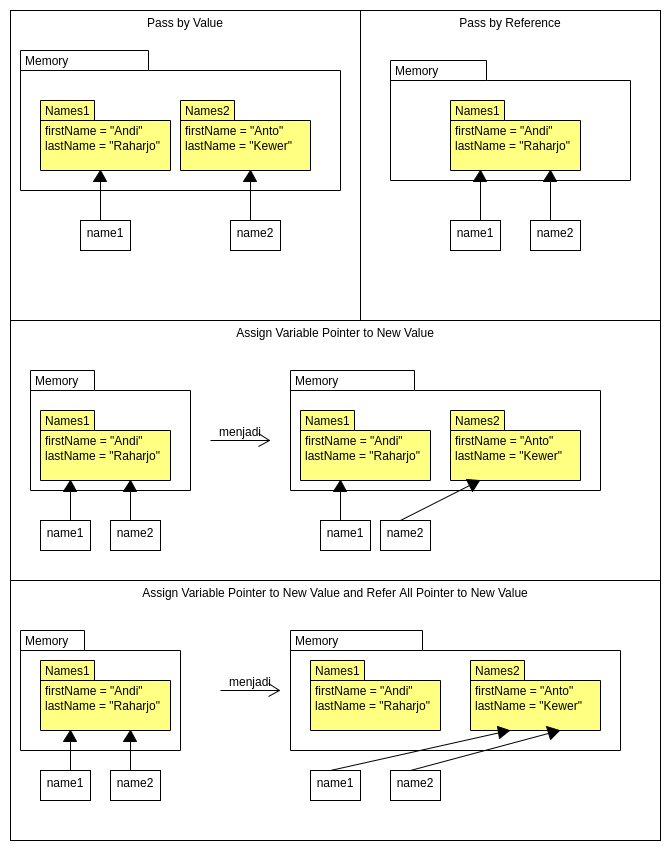 Pass by Value
Memory
Names1
firstName = "Andi"
lastName = "Raharjo"
Names2
firstName = "Anto"
lastName = "Kewer"
name1
name2
Pass by Reference
Memory
Names1
firstName = "Andi"
lastName = "Raharjo"
name1
name2
Assign Variable Pointer to New Value
Memory
Names1
firstName = "Andi"
lastName = "Raharjo"
name1
name2
menjadi
Memory
Names1
firstName = "Andi"
lastName = "Raharjo"
Names2
firstName = "Anto"
lastName = "Kewer"
name1
name2
Assign Variable Pointer to New Value and Refer All Pointer to New Value
Memory
Names1
firstName = "Andi"
lastName = "Raharjo"
name1
name2
menjadi
Memory
Names1
firstName = "Andi"
lastName = "Raharjo"
Names2
firstName = "Anto"
lastName = "Kewer"
name1
name2